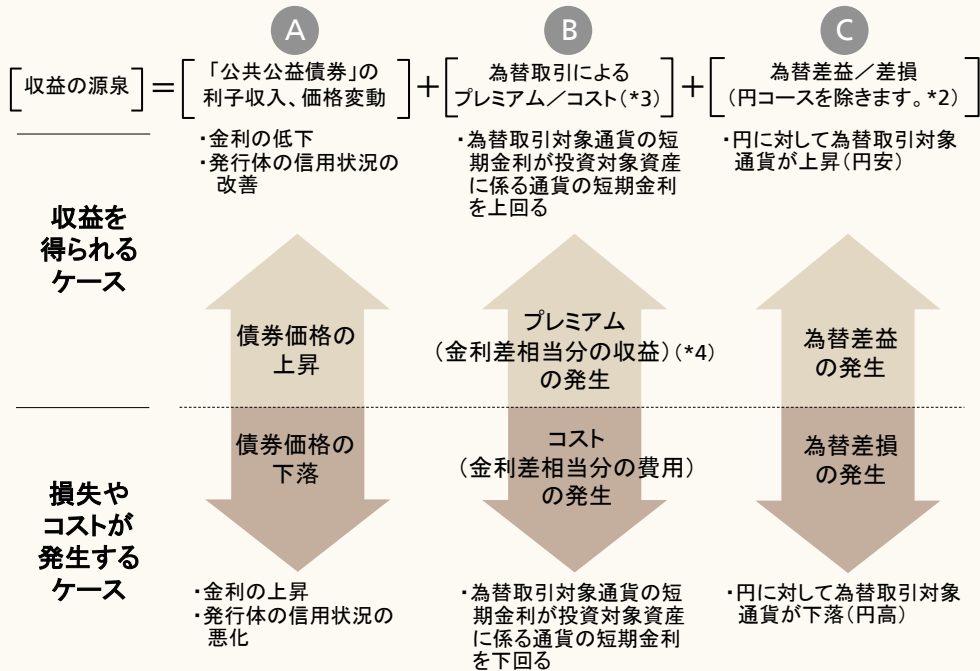 A
B
C
[収益の源泉]=[「公共公益債券」の
利子収入、価格変動]+[為替取引による
プレミアム/コスト(*3)]+[為替差益/差損
(円コースを除きます。*2)]
・金利の低下
・発行体の信用状況の
改善
・為替取引対象通貨の短
期金利が投資対象資産
に係る通貨の短期金利
を上回る
・円に対して為替取引対象
通貨が上昇(円安)
収益を
得られる
ケース
債券価格の
上昇
プレミアム
(金利差相当分の収益)(*4)
の発生
為替差益
の発生
債券価格の
下落
コスト
(金利差相当分の費用)
の発生
為替差損
の発生
損失や
コストが
発生する
ケース
・金利の上昇
・発行体の信用状況の
悪化
・為替取引対象通貨の短
期金利が投資対象資産
に係る通貨の短期金利
を下回る
・円に対して為替取引対象
通貨が下落(円高)